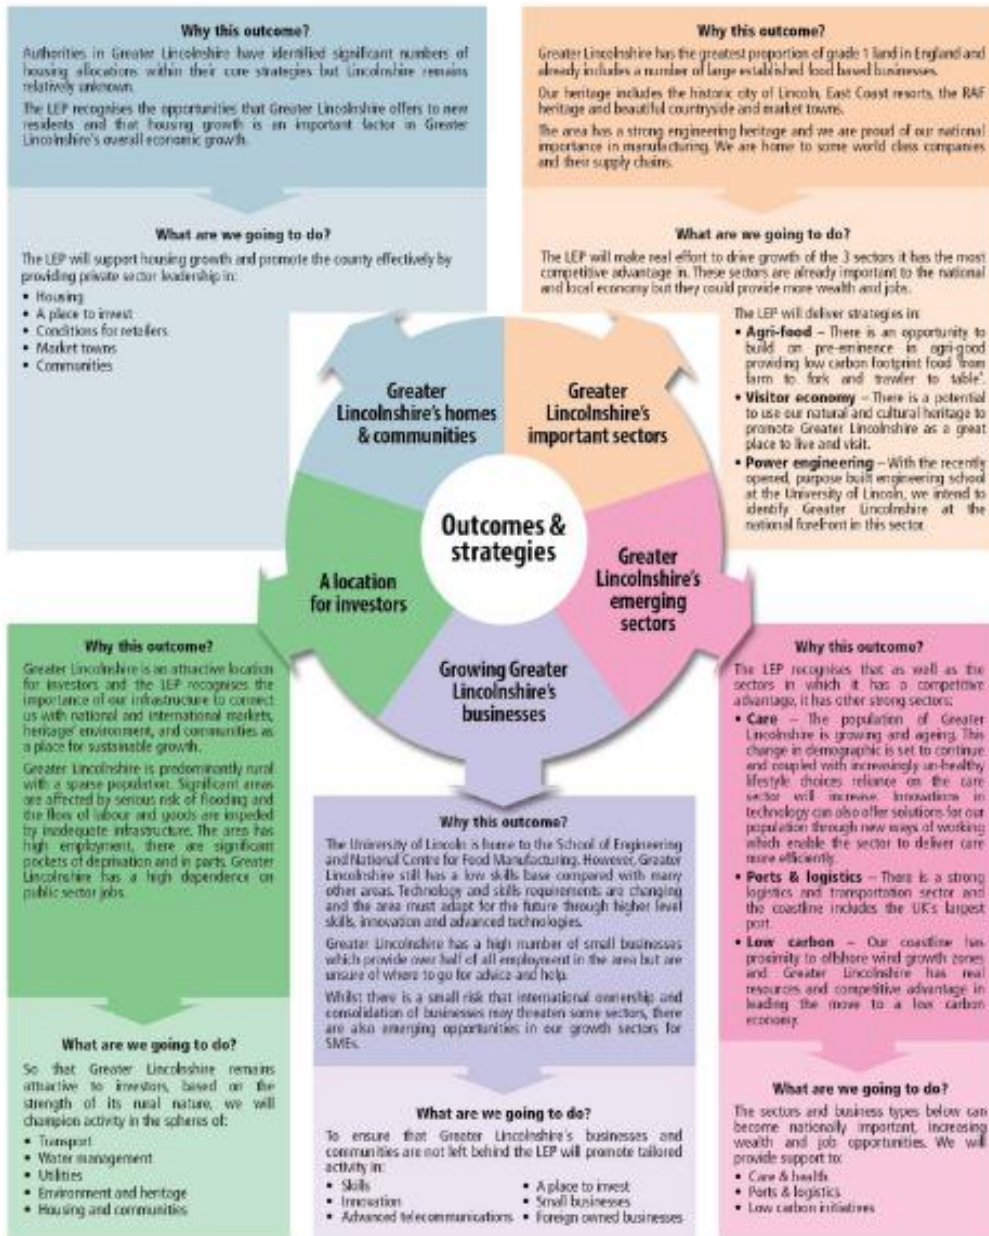 Why this outcome?
Authorities in Greater Lincolnshire have identified significant numbers of
housing allocations within their core strategies but Lincolnshire remains
relatively unknown.
The LEP recognises the opportunities that Greater Lincolnshire offers to new
residents and that housing growth is an important factor in Greater
Lincolnshire's overall economic growth.
What are we going to do?
The LEP will support housing growth and promote the county effectively by
providing private sector leadership in:
• Housing
• A place to invest
• Conditions for retailers
• Market towns
• Communities
Why this outcome?
Greater Lincolnshire has the greatest proportion of grade 1 land in England and
already includes a number of large established food based businesses.
Our heritage includes the historic city of Lincoln, East Coast resorts, the RAF
heritage and beautiful countryside and market towns.
The area has a strong engineering heritage and we are proud of our national
importance in manufacturing. We are home to some world class companies
and their supply chains.
What are we going to do?
The LEP will make real effort to drive growth of the 3 sectors it has the most
competitive advantage in. These sectors are already important to the national
and local economy but they could provide more wealth and jobs.
The LEP will deliver strategies in:
• Agri-food – There is an opportunity to
build on pre-eminence in agri-good
providing low carbon footprint food 'from
farm to fork and trawler to table'.
• Visitor economy – There is a potential
to use our natural and cultural heritage to
promote Greater Lincolnshire as a great
place to live and visit.
• Power engineering – With the recently
opened, purpose built engineering school
at the University of Lincoln, we intend to
identify Greater Lincolnshire at the
national forefront in this sector.
Greater
Lincolnshire's homes
& communities
Greater
Lincolnshire's
important sectors
Outcomes &
strategies
A location
for investors
Greater
Lincolnshire's
emerging
sectors
Growing Greater
Lincolnshire's
businesses
Why this outcome?
Greater Lincolnshire is an attractive location
for investors and the LEP recognises the
importance of our infrastructure to connect
us with national and international markets,
heritage' environment, and communities as
a place for sustainable growth.
Greater Lincolnshire is predominantly rural
with a sparse population. Significant areas
are affected by serious risk of flooding and
the flow of labour and goods are impeded
by inadequate infrastructure. The area has
high employment, there are significant
pockets of deprivation and in parts, Greater
Lincolnshire has a high dependence on
public sector jobs.
What are we going to do?
So that Greater Lincolnshire remains
attractive to investors, based on the
strength of its rural nature, we will
champion activity in the spheres of:
• Transport
• Water management
• Utilities
• Environment and heritage
• Housing and communities
Why this outcome?
The University of Lincoln is home to the School of Engineering
and National Centre for Food Manufacturing. However, Greater
Lincolnshire still has a low skills base compared with many
other areas. Technology and skills requirements are changing
and the area must adapt for the future through higher level
skills, innovation and advanced technologies.
Greater Lincolnshire has a high number of small businesses
which provide over half of all employment in the area but are
unsure of where to go for advice and help.
Whilst there is a small risk that international ownership and
consolidation of businesses may threaten some sectors, there
are also emerging opportunities in our growth sectors for
SMEs.
What are we going to do?
To ensure that Greater Lincolnshire's businesses and
communities are not left behind the LEP will promote tailored
activity in:
• Skills
• Innovation
• Advanced telecommunications
• A place to invest
• Small businesses
• Foreign owned businesses
Why this outcome?
The LEP recognises that as well as the
sectors in which it has a competitive
advantage, it has other strong sectors:
• Care – The population of Greater
Lincolnshire is growing and ageing. This
change in demographic is set to continue
and coupled with increasingly un-healthy
lifestyle choices reliance on the care
sector will increase. Innovations in
technology can also offer solutions for our
population through new ways of working
which enable the sector to deliver care
more efficiently.
• Ports & logistics – There is a strong
logistics and transportation sector and
the coastline includes the UK's largest
port.
• Low carbon – Our coastline has
proximity to offshore wind growth zones
and Greater Lincolnshire has real
resources and competitive advantage in
leading the move to a low carbon
economy.
What are we going to do?
The sectors and business types below can
become nationally important, increasing
wealth and job opportunities. We will
provide support to:
• Care & health
• Ports & logistics
• Low carbon initiatives